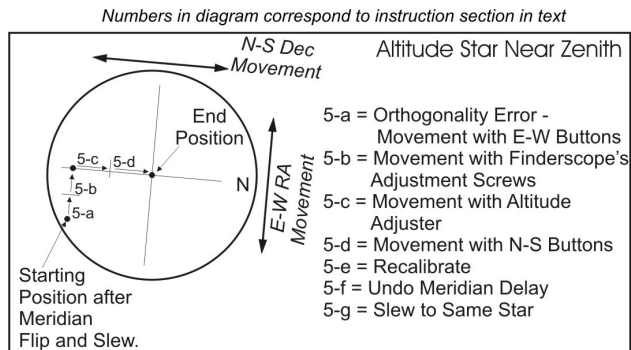 Numbers in diagram correspond to instruction section in text
N-S Dec
Movement
Altitude Star Near Zenith
End
Position
5-c
5-d
5-b
5-a
N
E-W RA
Movement
Starting
Position after
Meridian
Flip and Slew.
5-a = Orthogonality Error -
Movement with E-W Buttons
5-b = Movement with Finderscope's
Adjustment Screws
5-c = Movement with Altitude
Adjuster
5-d = Movement with N-S Buttons
5-e = Recalibrate
5-f = Undo Meridian Delay
5-g = Slew to Same Star